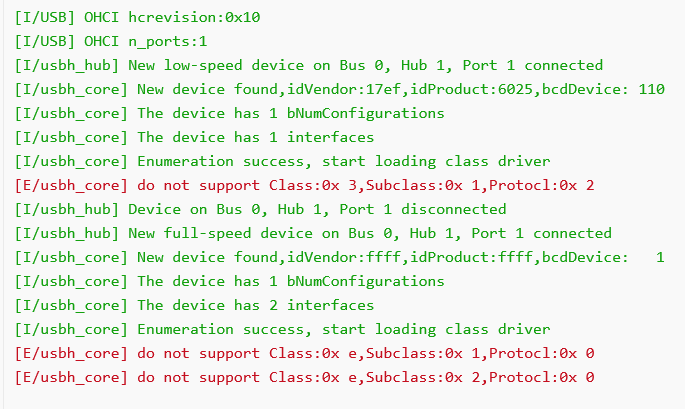 [I/USB] OHCI hcrevision:0x10
[I/USB] OHCI n_ports:1
[I/usbh_hub] New low-speed device on Bus 0, Hub 1, Port 1 connected
[I/usbh_core] New device found,idVendor:17ef,idProduct:6025,bcdDevice: 110
[I/usbh_core] The device has 1 bNumConfigurations
[I/usbh_core] The device has 1 interfaces
[I/usbh_core] Enumeration success, start loading class driver
[E/usbh_core] do not support Class:0x 3,Subclass:0x 1,Protocl:0x 2
[I/usbh_hub] Device on Bus 0, Hub 1, Port 1 disconnected
[I/usbh_hub] New full-speed device on Bus 0, Hub 1, Port 1 connected
[I/usbh_core] New device found,idVendor:ffff,idProduct:ffff,bcdDevice:   1
[I/usbh_core] The device has 1 bNumConfigurations
[I/usbh_core] The device has 2 interfaces
[I/usbh_core] Enumeration success, start loading class driver
[E/usbh_core] do not support Class:0x e,Subclass:0x 1,Protocl:0x 0
[E/usbh_core] do not support Class:0x e,Subclass:0x 2,Protocl:0x 0